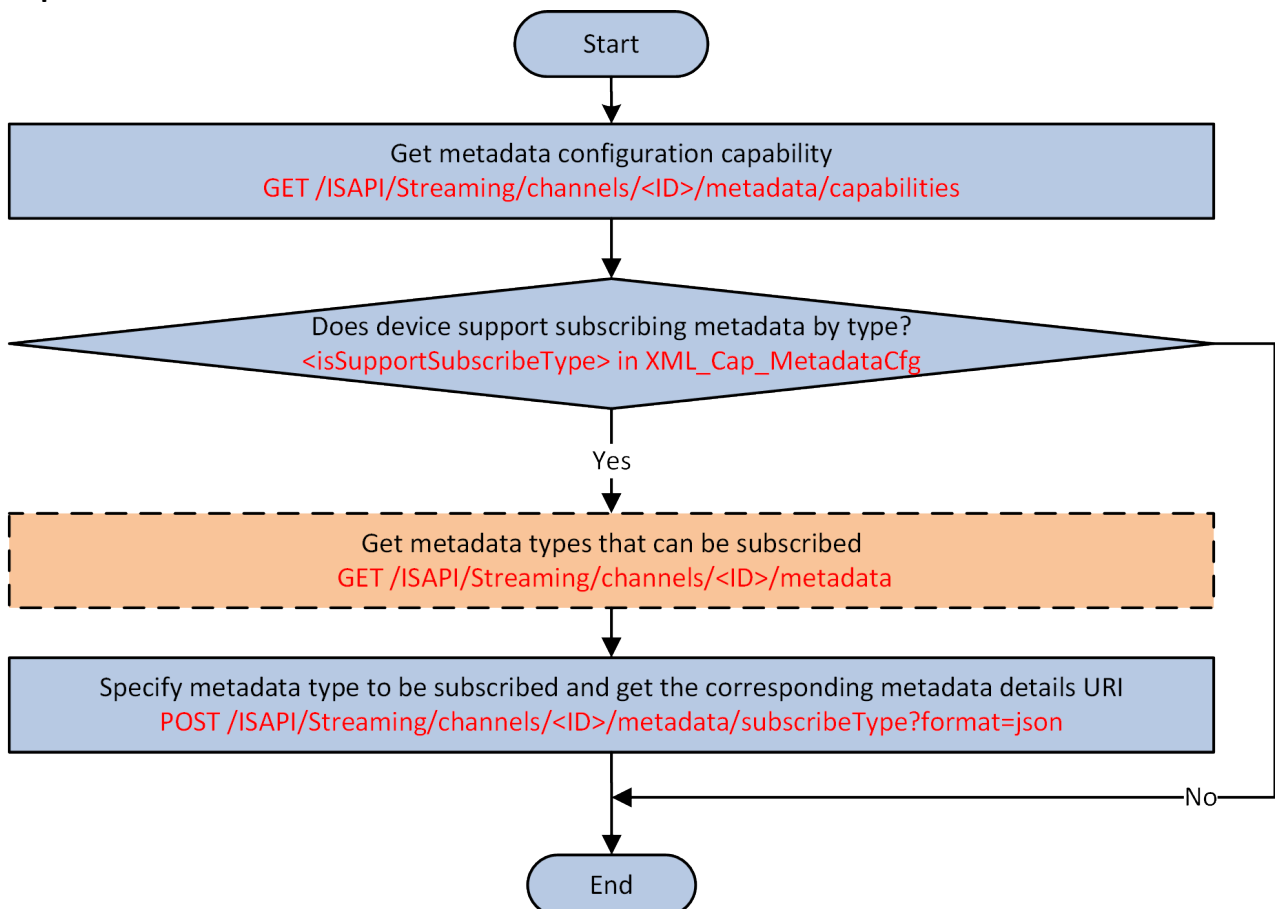 Start
Get metadata configuration capability
GET /ISAPI/Streaming/channels/<ID>/metadata/capabilities
Does device support subscribing metadata by type?
<isSupportSubscribeType> in XML_Cap_MetadataCfg
Yes
Get metadata types that can be subscribed
GET /ISAPI/Streaming/channels/<ID>/metadata
Specify metadata type to be subscribed and get the corresponding metadata details URI
POST /ISAPI/Streaming/channels/<ID>/metadata/subscribeType?format=json
No
End